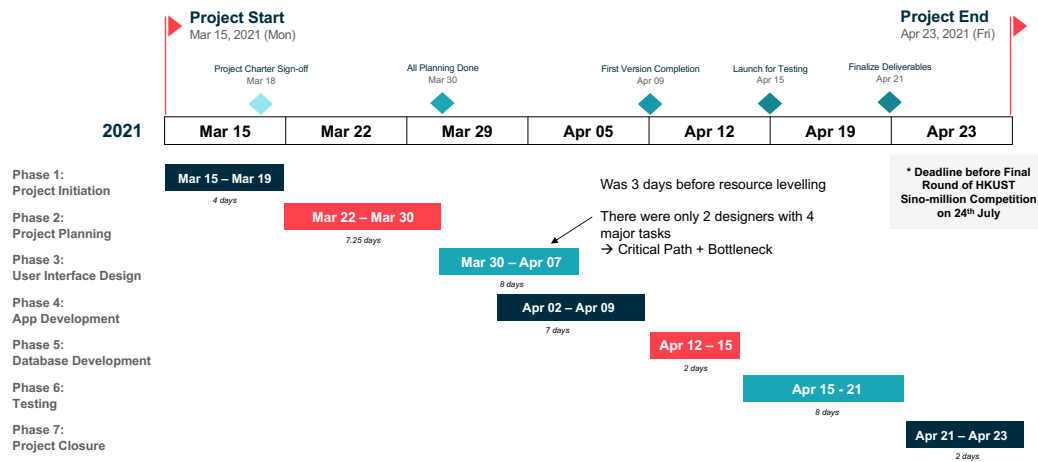 Project Start
Mar 15, 2021 (Mon)
Project End
Apr 23, 2021 (Fri)
Project Charter Sign-off
Mar 18
All Planning Done
Mar 30
First Version Completion
Apr 09
Launch for Testing
Apr 15
Finalize Deliverables
Apr 21
2021
Mar 15
Mar 22
Mar 29
Apr 05
Apr 12
Apr 19
Apr 23
Phase 1:
Project Initiation
Mar 15 – Mar 19
4 days
Phase 2:
Project Planning
Mar 22 – Mar 30
7.25 days
Phase 3:
User Interface Design
Mar 30 – Apr 07
8 days
Was 3 days before resource levelling
There were only 2 designers with 4
major tasks
→ Critical Path + Bottleneck
* Deadline before Final
Round of HKUST
Sino-million Competition
on 24th July
Phase 4:
App Development
Apr 02 – Apr 09
7 days
Phase 5:
Database Development
Apr 12 – 15
2 days
Phase 6:
Testing
Apr 15 - 21
8 days
Phase 7:
Project Closure
Apr 21 – Apr 23
2 days